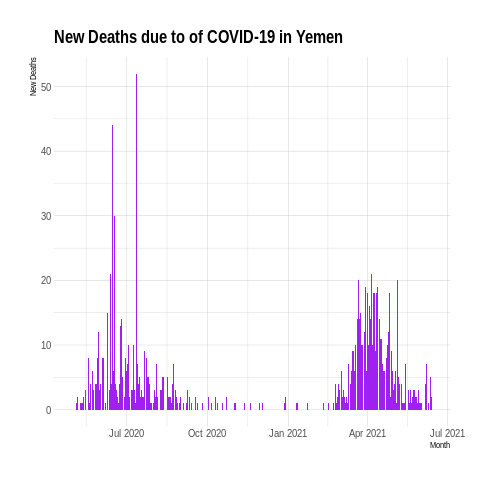 New Deaths due to of COVID-19 in Yemen
New Deaths
50
40
30
20
10
0
Jul 2020 Oct 2020 Jan 2021 Apr 2021 Jul 2021
Month